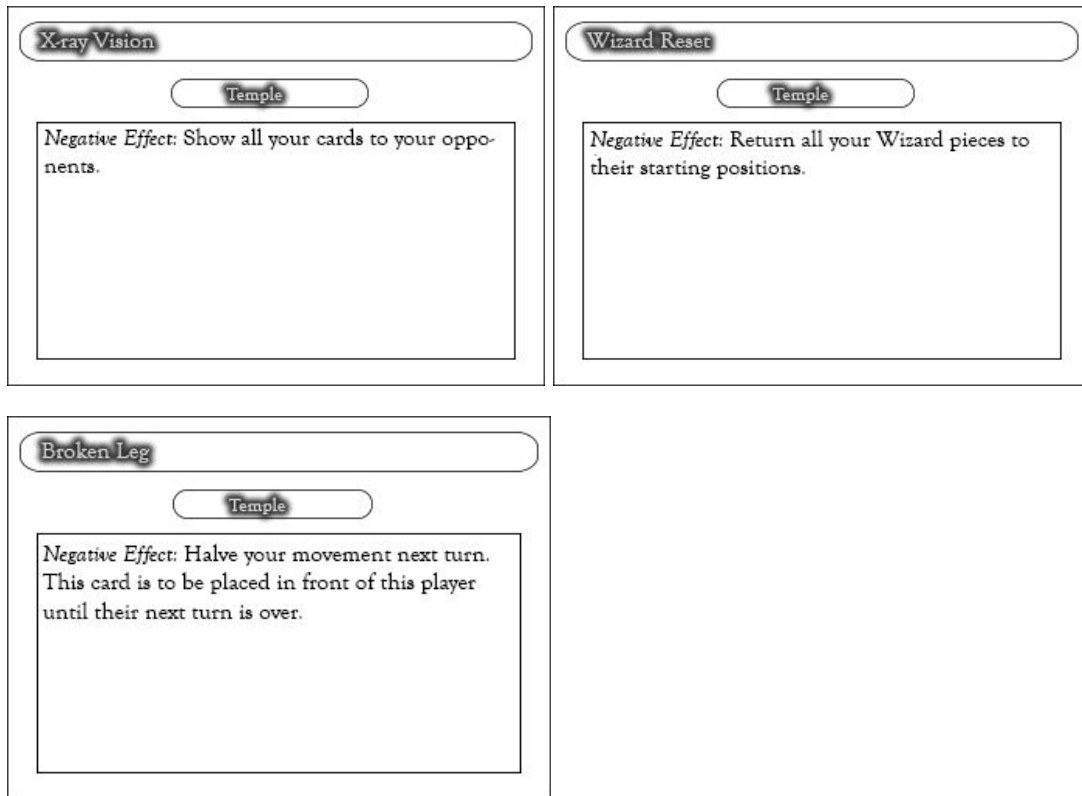 X-ray Vision
Temple
Negative Effect: Show all your cards to your oppo-
nents.
Wizard Reset
Temple
Negative Effect: Return all your Wizard pieces to
their starting positions.
Broken Leg
Temple
Negative Effect: Halve your movement next turn.
This card is to be placed in front of this player
until their next turn is over.